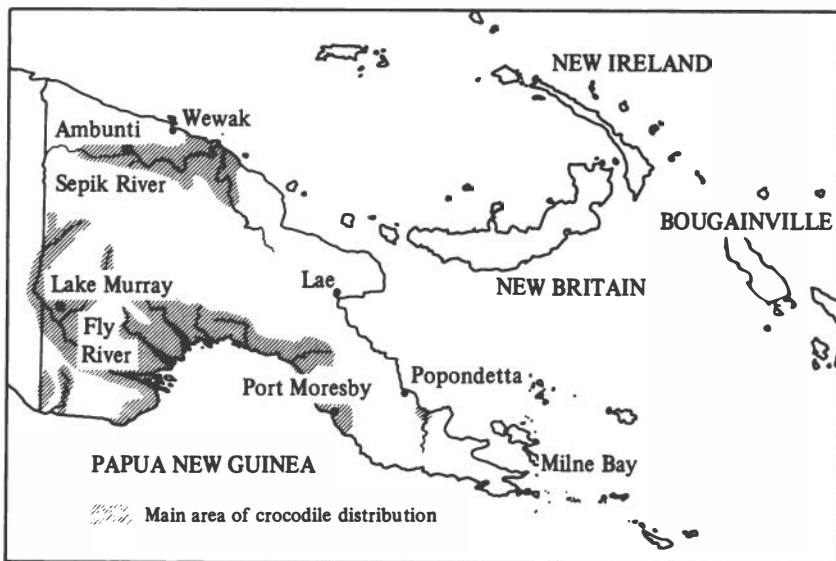 NEW IRELAND
Wewak
Ambunti
Sepik River
BOUGAINVILLE
Lake Murray
Lae
NEW BRITAIN
Fly
River
Port Moresby
Popondetta
PAPUA NEW GUINEA
Milne Bay
Main area of crocodile distribution